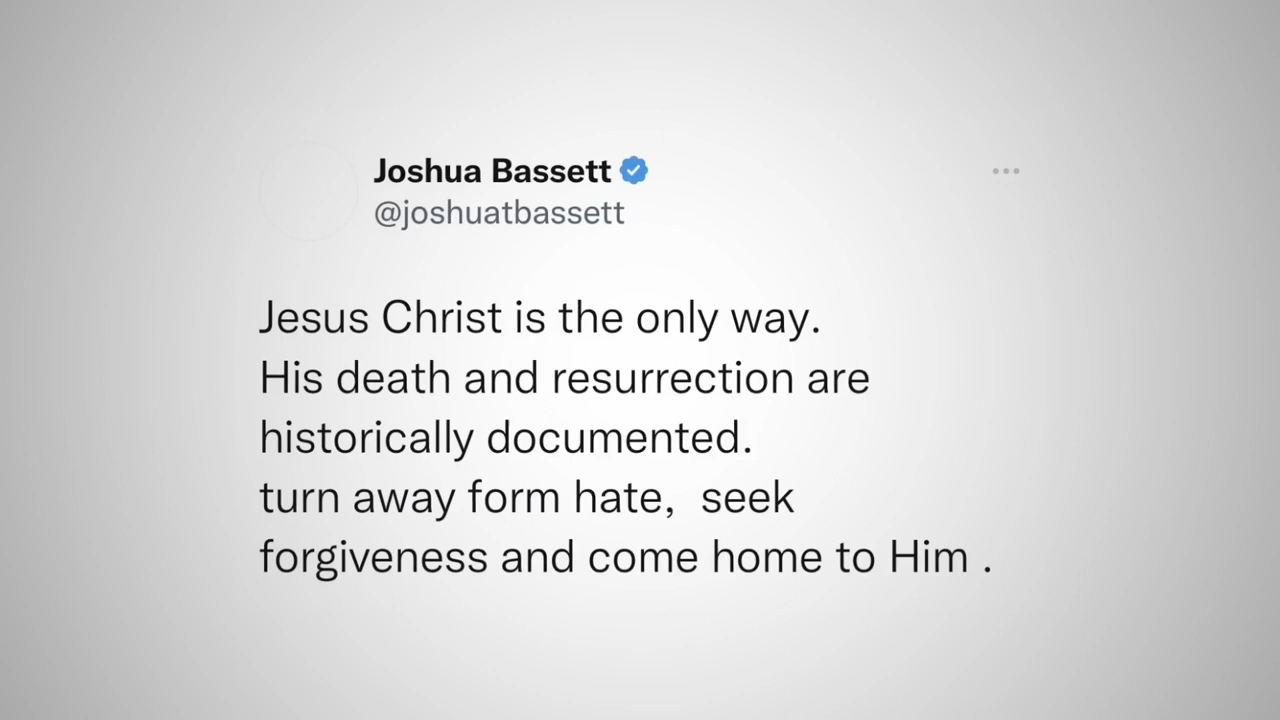 Joshua Bassett
@joshuatbassett
Jesus Christ is the only way.
His death and resurrection are
historically documented.
turn away form hate,  seek
forgiveness and come home to Him .